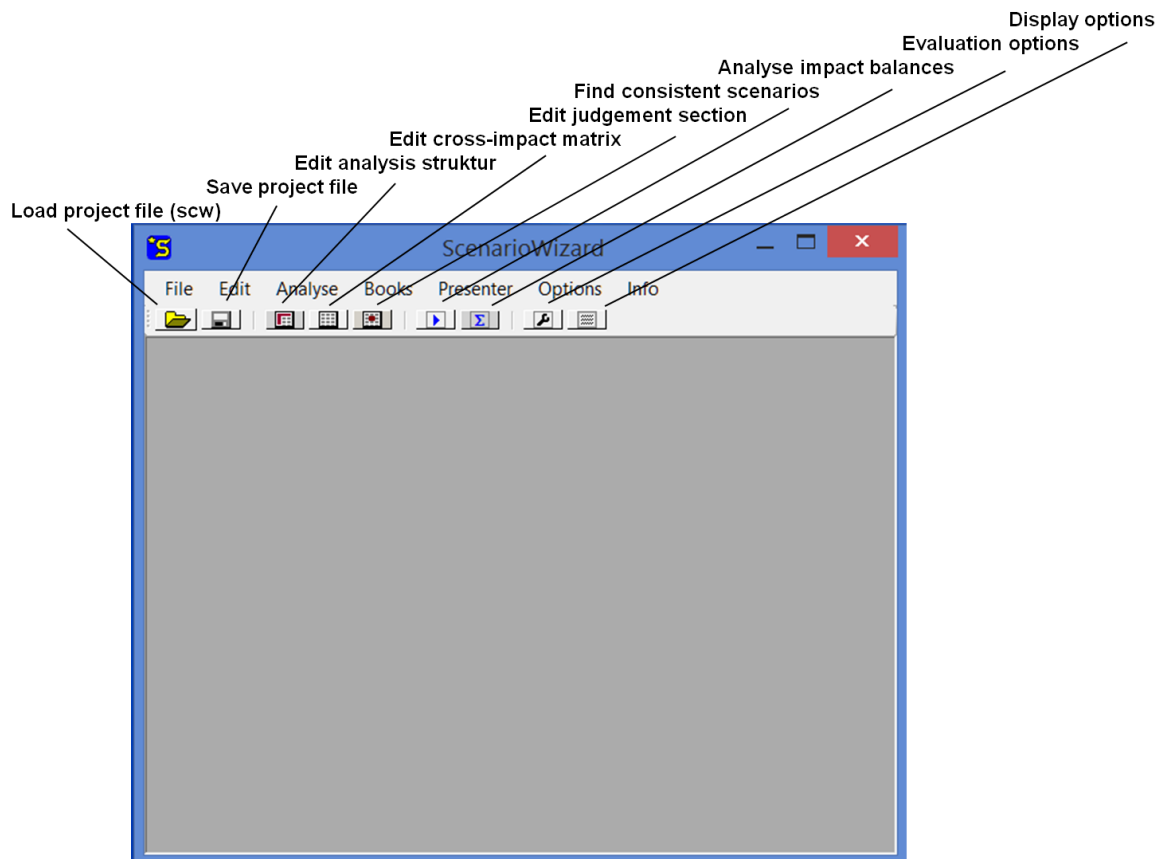 Display options
Evaluation options
Analyse impact balances
Find consistent scenarios
Edit judgement section
Edit cross-impact matrix
Edit analysis struktur
Save project file
Load project file (scw)
ScenarioWizard
File Edit Analyse Books Presenter Options Info